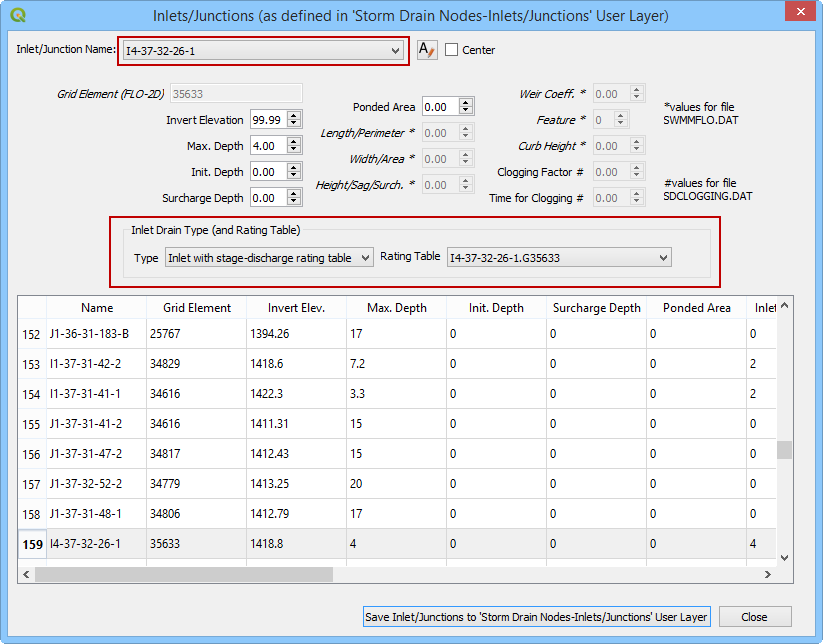 Inlets/Junctions (as defined in 'Storm Drain Nodes-Inlets/Junctions' User Layer)
Inlet/Junction Name: I4-37-32-26-1 A Center
Grid Element (FLO-2D) 35633
Invert Elevation 99.99
Max. Depth 4.00
Init. Depth 0.00
Surcharge Depth 0.00
Ponded Area 0.00
Length/Perimeter * 0.00
Width/Area * 0.00
Height/Sag/Surch. * 0.00
Weir Coeff. * 0.00
Feature * 0
Curb Height * 0.00
Clogging Factor # 0.00
Time for Clogging # 0.00
*values for file
SWMMFLO.DAT
#values for file
SDCLOGGING.DAT
Inlet Drain Type (and Rating Table)
Type Inlet with stage-discharge rating table Rating Table I4-37-32-26-1.G35633
Name Grid Element Invert Elev. Max. Depth Init. Depth Surcharge Depth Ponded Area Inlet
152 J1-36-31-183-B 25767 1394.26 17 0 0 0 0
153 I1-37-31-42-2 34829 1418.6 7.2 0 0 0 2
154 I1-37-31-41-1 34616 1422.3 3.3 0 0 0 2
155 J1-37-31-41-2 34616 1411.31 15 0 0 0 0
156 J1-37-31-47-2 34817 1412.43 15 0 0 0 0
157 J1-37-32-52-2 34779 1413.25 20 0 0 0 0
158 J1-37-31-48-1 34806 1412.79 17 0 0 0 0
159 I4-37-32-26-1 35633 1418.8 4 0 0 0 4
Save Inlet/Junctions to 'Storm Drain Nodes-Inlets/Junctions' User Layer Close